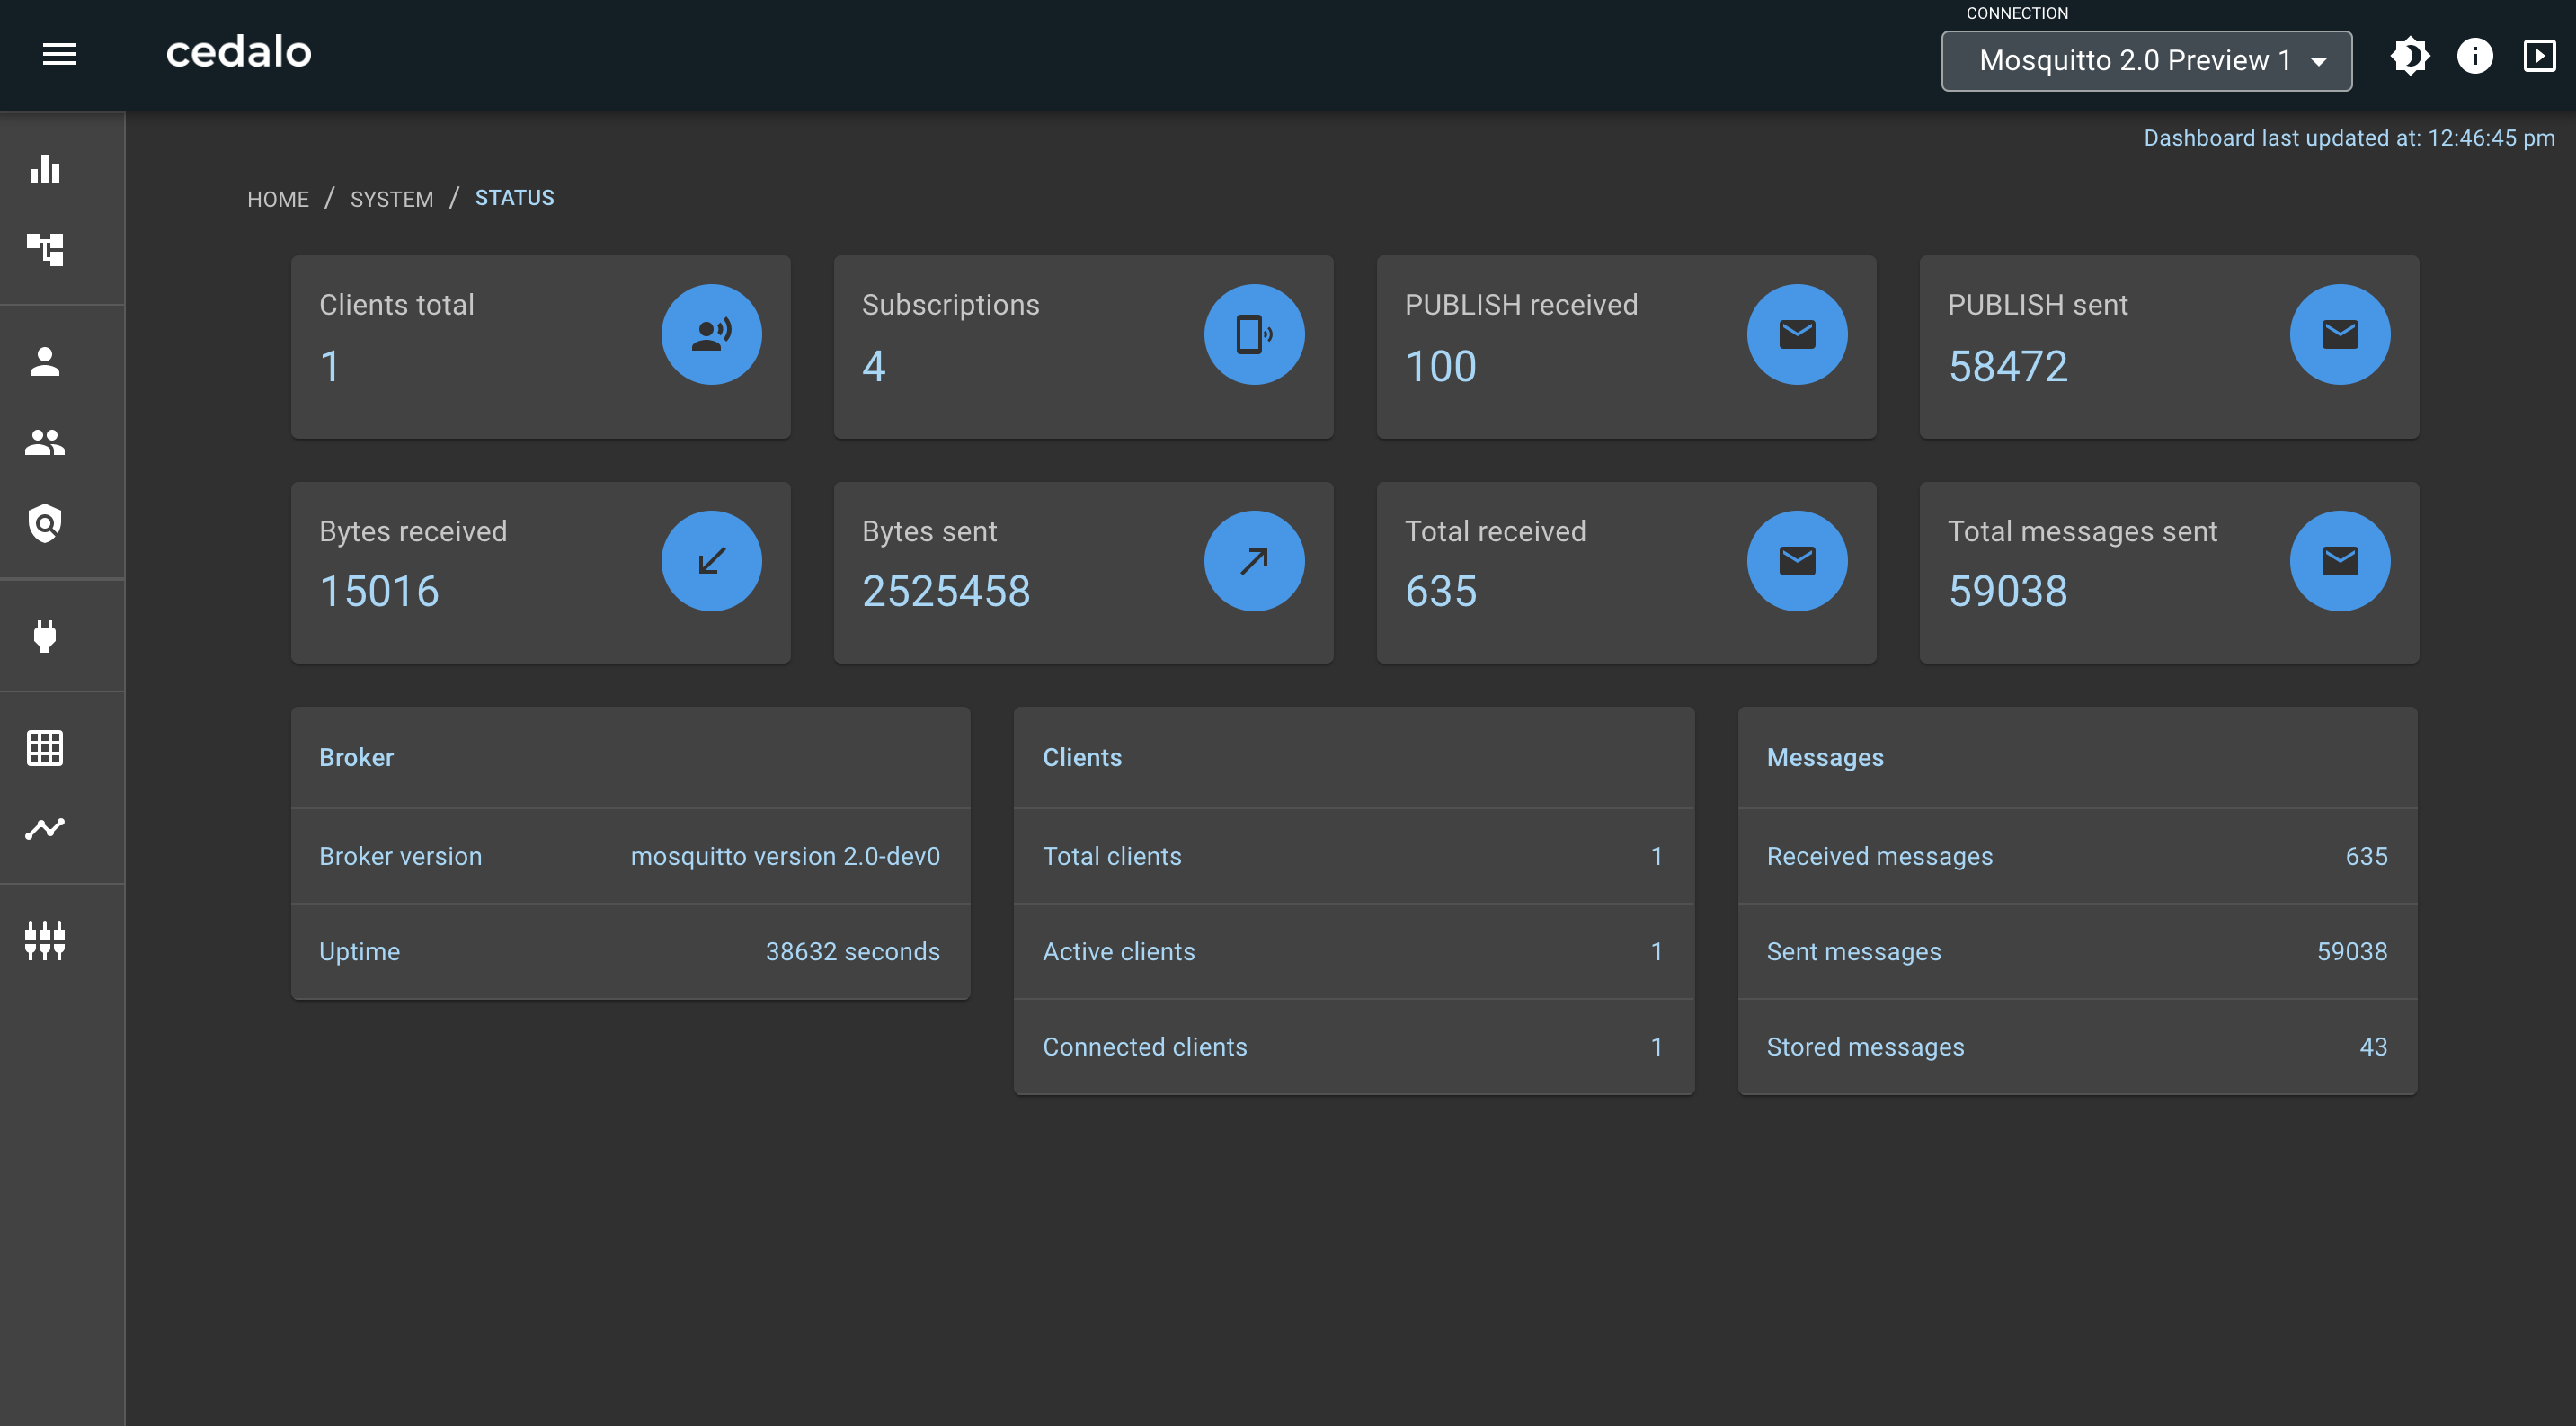 cedalo
CONNECTION
Mosquitto 2.0 Preview 1
Dashboard last updated at: 12:46:45 pm
HOME / SYSTEM / STATUS
Clients total
1
Subscriptions
4
PUBLISH received
100
PUBLISH sent
58472
Bytes received
15016
Bytes sent
2525458
Total received
635
Total messages sent
59038
Broker
Broker version mosquitto version 2.0-dev0
Uptime 38632 seconds
Clients
Total clients 1
Active clients 1
Connected clients 1
Messages
Received messages 635
Sent messages 59038
Stored messages 43